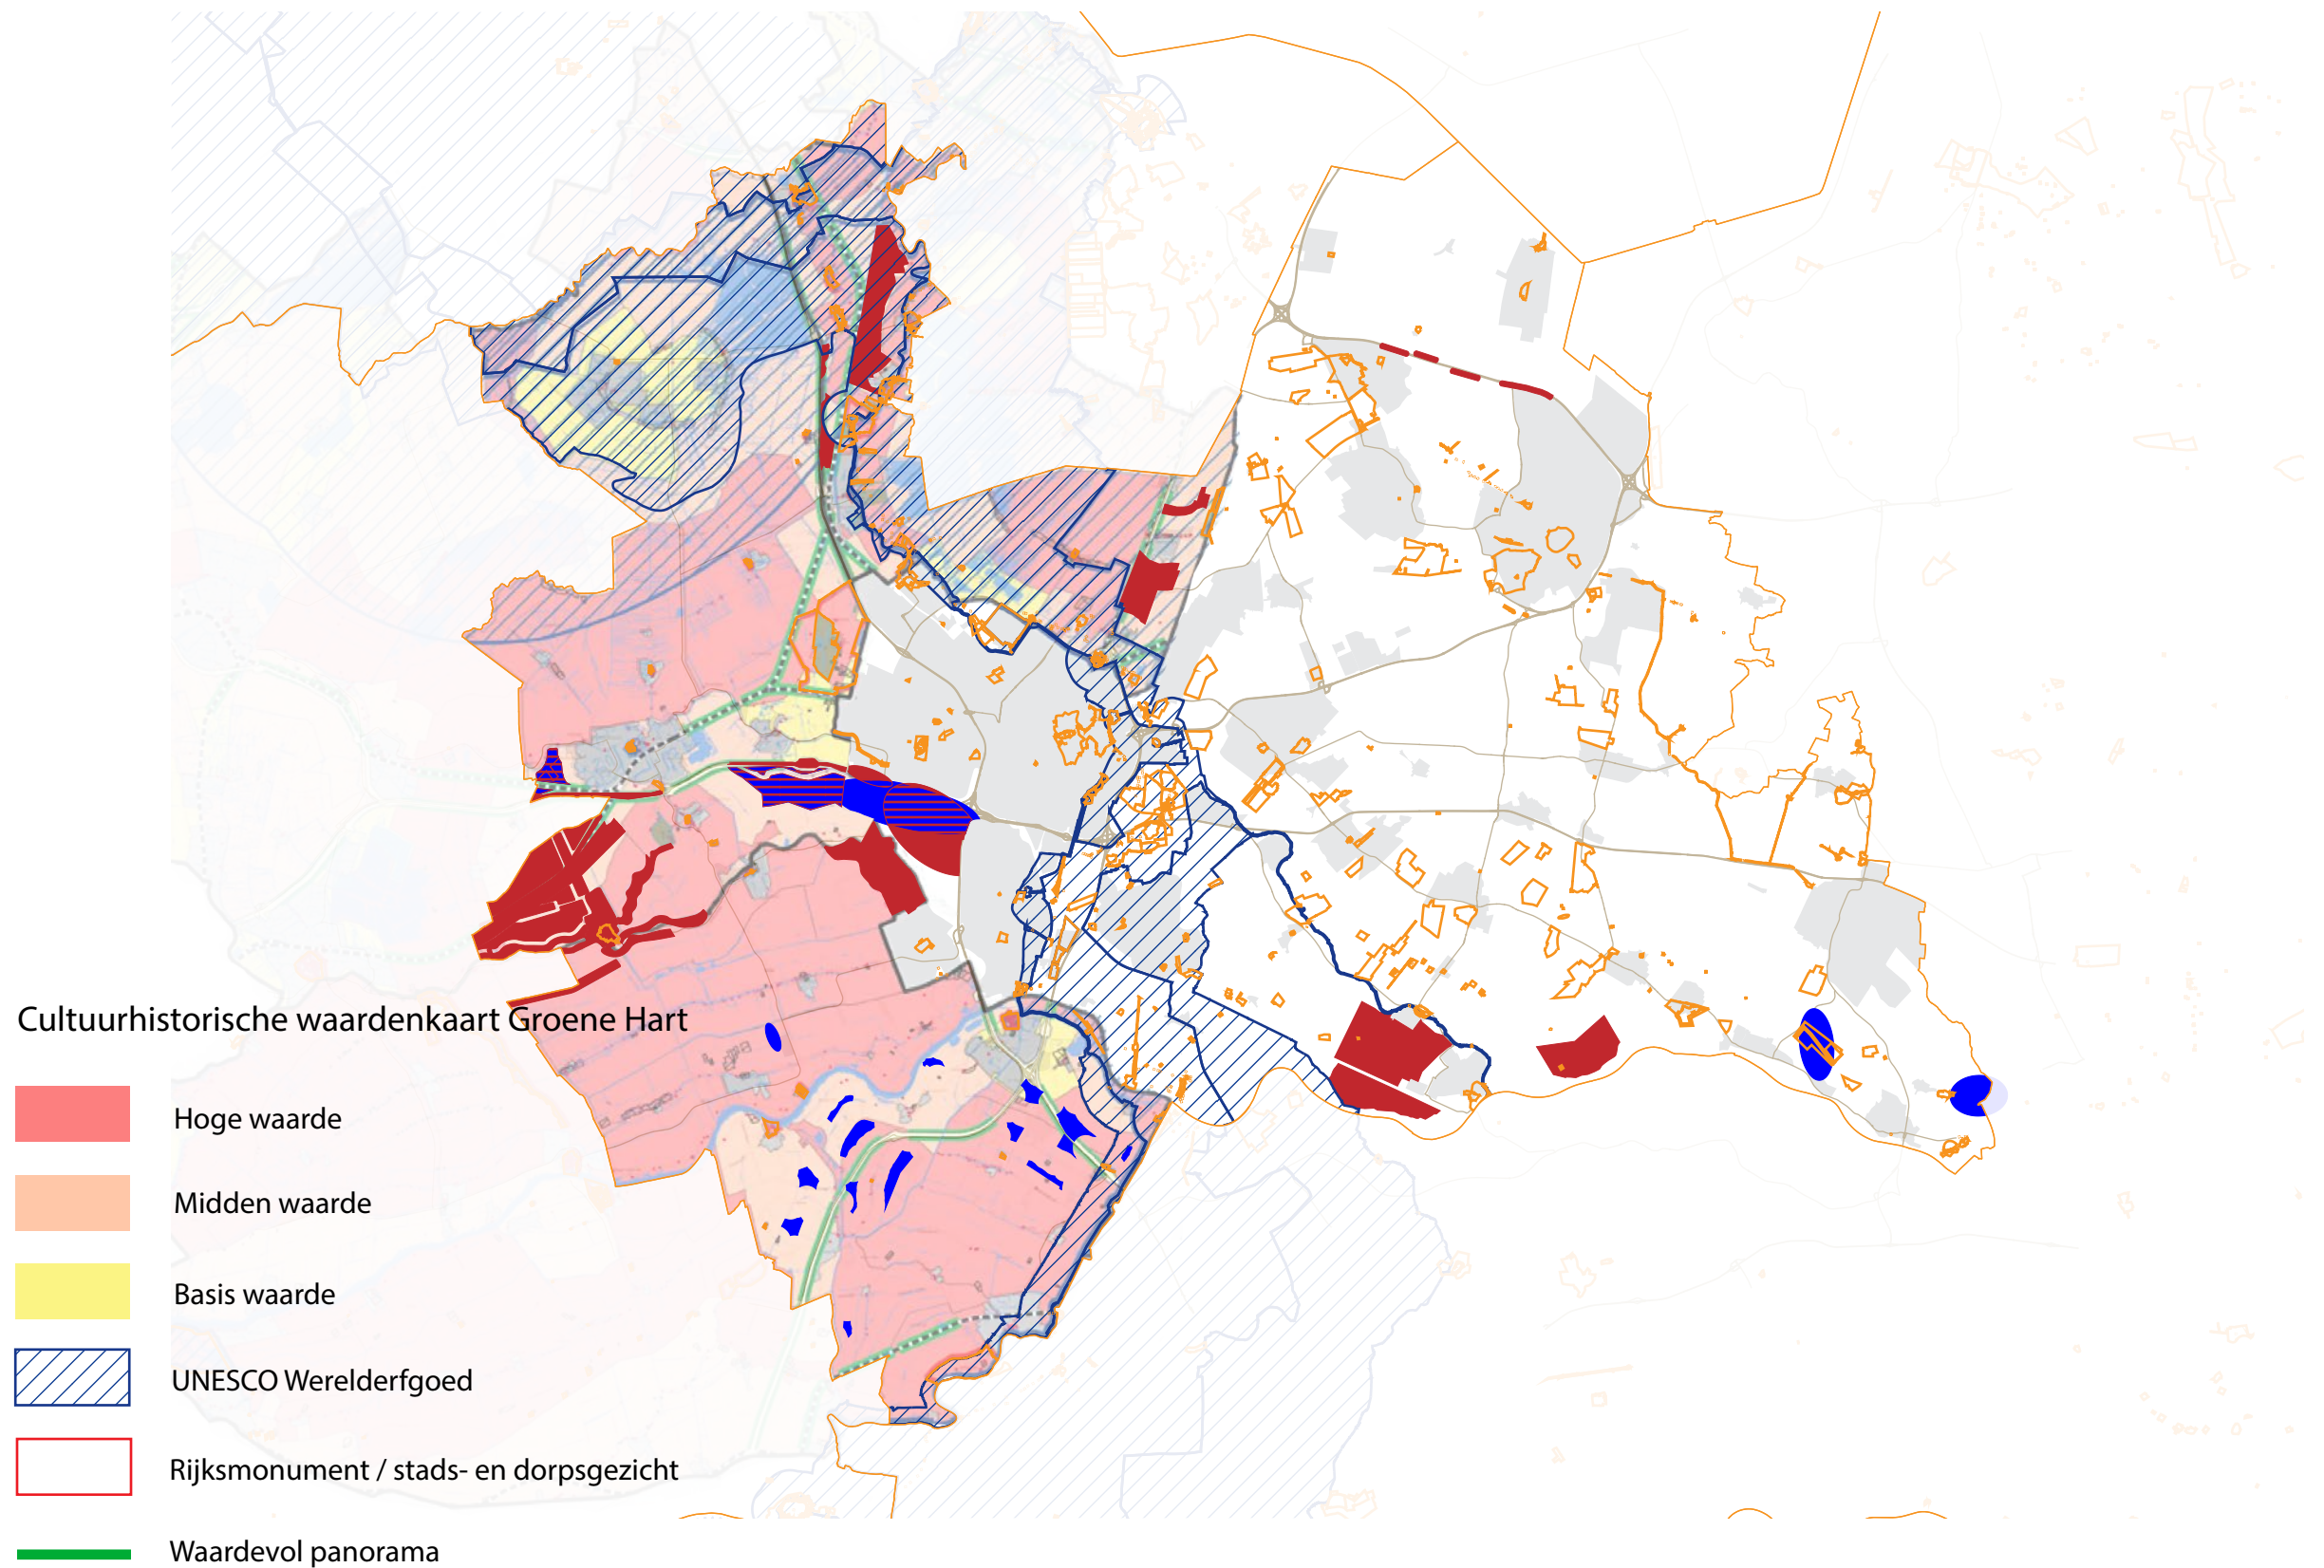 Cultuurhistorische waardenkaart Groene Hart
Hoge waarde
Midden waarde
Basis waarde
UNESCO Werelderfgoed
Rijksmonument / stads- en dorpsgezicht
Waardevol panorama